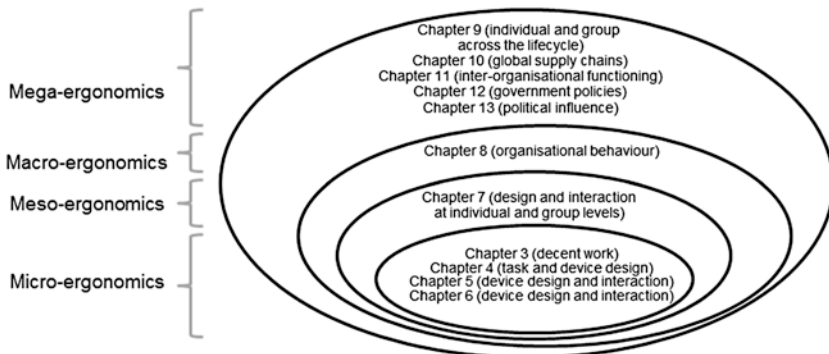 Chapter 9 (individual and group
across the lifecycle)
Chapter 10 (global supply chains)
Chapter 11 (inter-organisational functioning)
Chapter 12 (government policies)
Chapter 13 (political influence)
Mega-ergonomics
Chapter 8 (organisational behaviour)
Macro-ergonomics
Chapter 7 (design and interaction
at individual and group levels)
Meso-ergonomics
Chapter 3 (decent work)
Chapter 4 (task and device design)
Chapter 5 (device design and interaction)
Chapter 6 (device design and interaction)
Micro-ergonomics